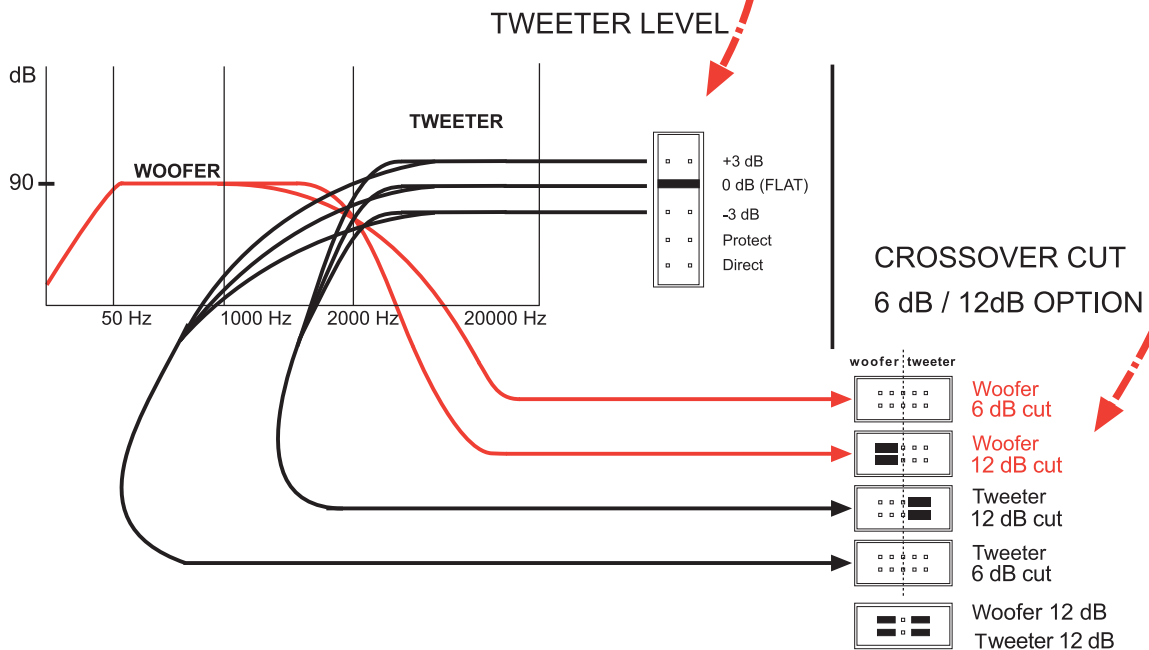 TWEETER LEVEL
dB
TWEETER
WOOFER
90
+3 dB
0 dB (FLAT)
-3 dB
Protect
Direct
50 Hz
1000 Hz
2000 Hz
20000 Hz
CROSSOVER CUT
6 dB / 12dB OPTION
woofer tweeter
Woofer
6 dB cut
Woofer
12 dB cut
Tweeter
12 dB cut
Tweeter
6 dB cut
Woofer 12 dB
Tweeter 12 dB